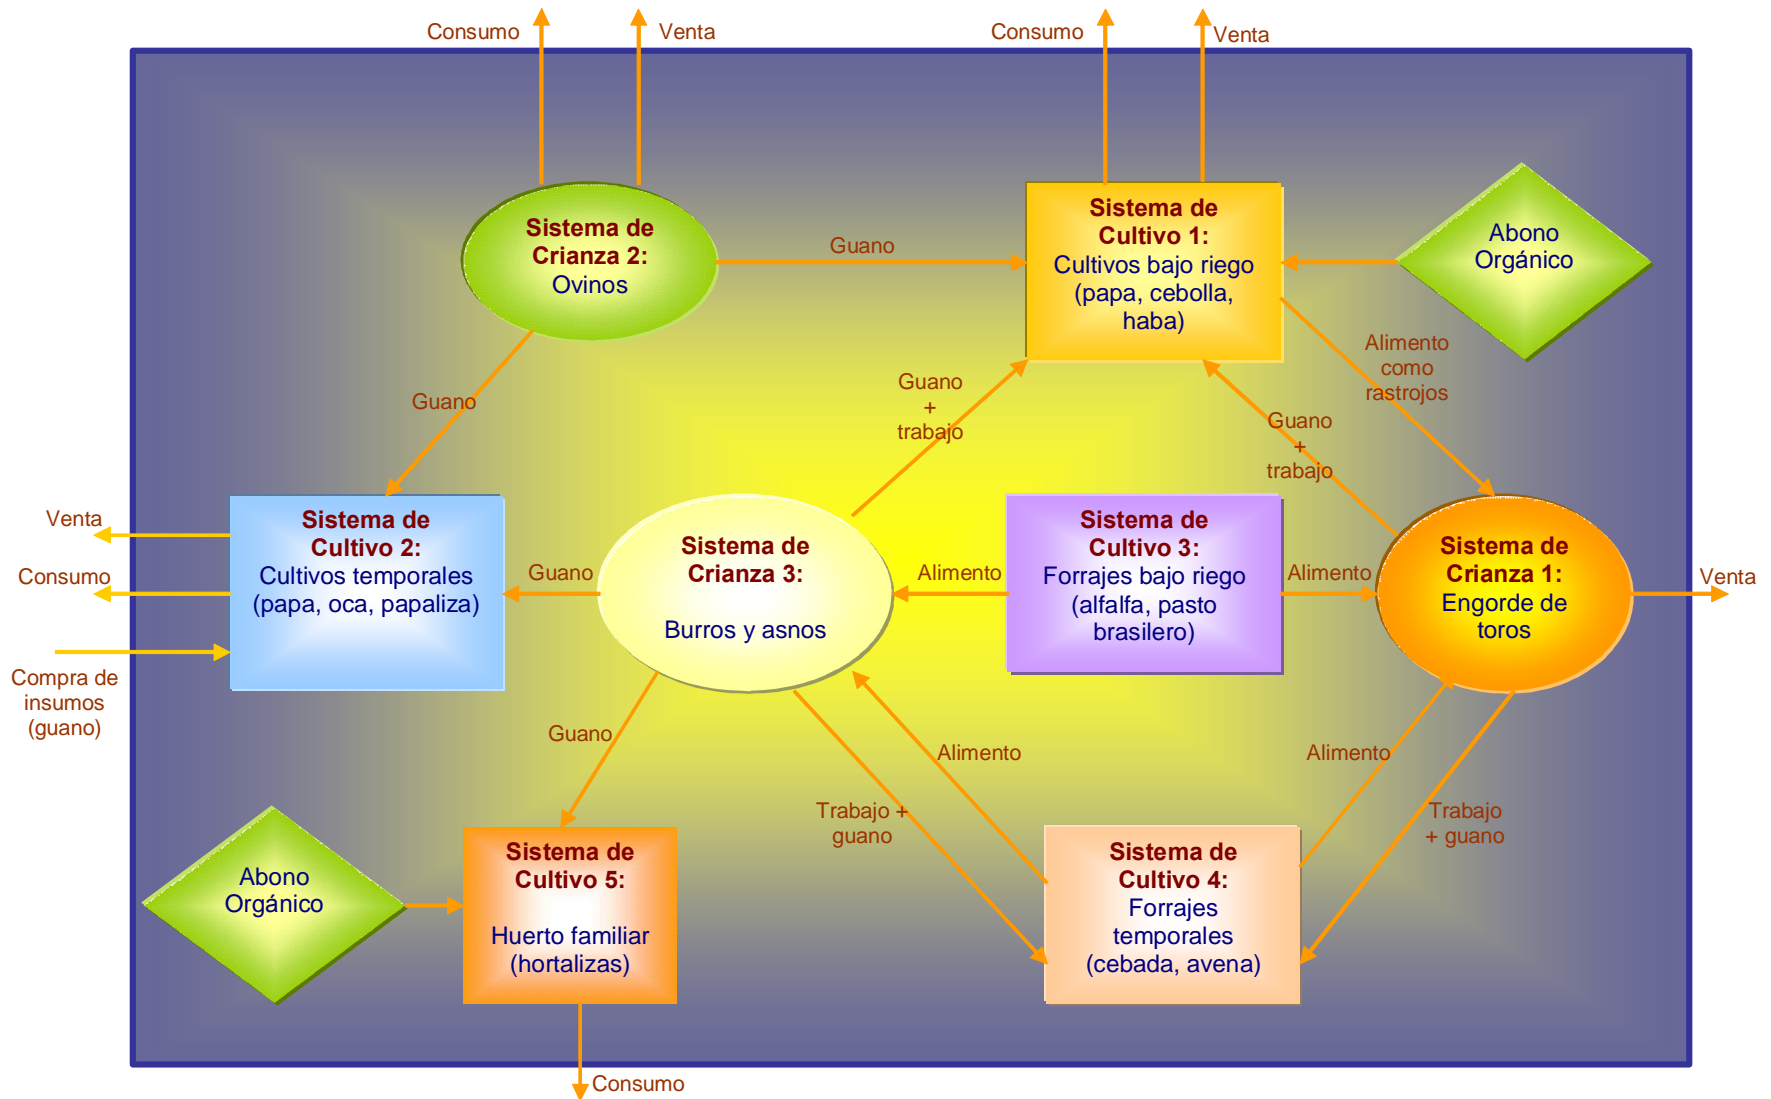 Consumo
Venta
Consumo
Venta
Sistema de
Crianza 2:
Ovinos
Guano
Sistema de
Cultivo 1:
Cultivos bajo riego
(papa, cebolla,
haba)
Abono
Orgánico
Guano
Guano
+
trabajo
Alimento
como
rastrojos
Guano
+
trabajo
Venta
Consumo
Compra de
insumos
(guano)
Sistema de
Cultivo 2:
Cultivos temporales
(papa, oca, papaliza)
Guano
Sistema de
Crianza 3:
Burros y asnos
Alimento
Sistema de
Cultivo 3:
Forrajes bajo riego
(alfalfa, pasto
brasilero)
Alimento
Sistema de
Crianza 1:
Engorde de
toros
Venta
Guano
Alimento
Trabajo +
guano
Alimento
Trabajo
+ guano
Abono
Orgánico
Sistema de
Cultivo 5:
Huerto familiar
(hortalizas)
Sistema de
Cultivo 4:
Forrajes
temporales
(cebada, avena)
Consumo